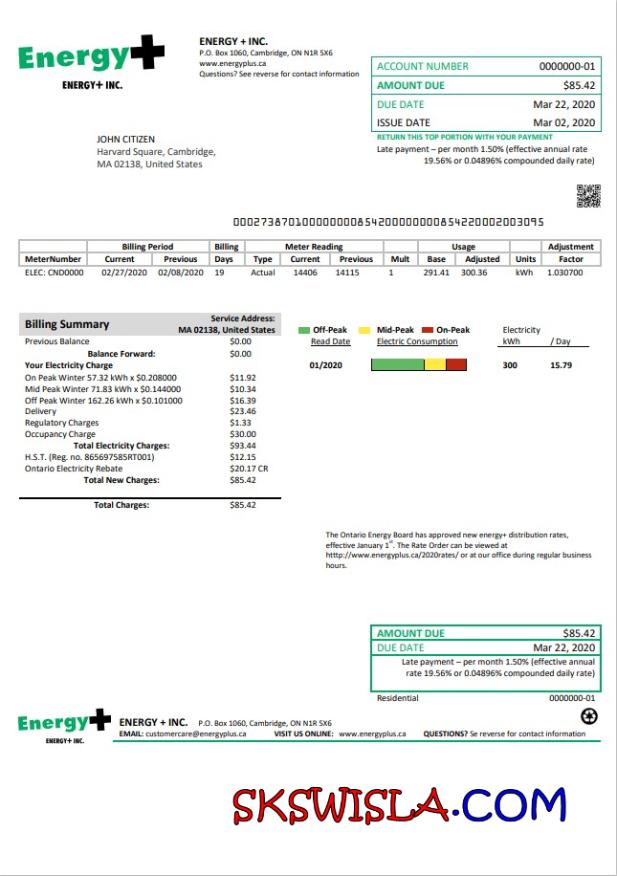 Energy+
ENERGY+ INC.
ENERGY + INC.
P.O. Box 1060, Cambridge, ON N1R 5X6
www.energyplus.ca
Questions? See reverse for contact information
ACCOUNT NUMBER 0000000-01
AMOUNT DUE $85.42
DUE DATE Mar 22, 2020
ISSUE DATE Mar 02, 2020
RETURN THIS TOP PORTION WITH YOUR PAYMENT
Late payment – per month 1.50% (effective annual rate
19.56% or 0.04896% compounded daily rate)
JOHN CITIZEN
Harvard Square, Cambridge,
MA 02138, United States
Billing Period Billing Meter Reading Usage Adjustment
MeterNumber Current Previous Days Type Current Previous Mult Base Adjusted Units Factor
ELEC: CND0000 02/27/2020 02/08/2020 19 Actual 14406 14115 1 291.41 300.36 kWh 1.030700
Billing Summary
Service Address:
MA 02138, United States
Previous Balance $0.00
Balance Forward: $0.00
Your Electricity Charge
On Peak Winter 57.32 kWh x $0.208000 $11.92
Mid Peak Winter 71.83 kWh x $0.144000 $10.34
Off Peak Winter 162.26 kWh x $0.101000 $16.39
Delivery $23.46
Regulatory Charges $1.33
Occupancy Charge $30.00
Total Electricity Charges: $93.44
H.S.T. (Reg. no. 865697585RT001) $12.15
Ontario Electricity Rebate $20.17 CR
Total New Charges: $85.42
Total Charges: $85.42
Off-Peak Mid-Peak On-Peak Electricity
Read Date Electric Consumption kWh / Day
01/2020 300 15.79
The Ontario Energy Board has approved new energy+ distribution rates,
effective January 1st. The Rate Order can be viewed at
htttp://www.energyplus.ca/2020rates/ or at our office during regular business
hours.
AMOUNT DUE $85.42
DUE DATE Mar 22, 2020
Late payment – per month 1.50% (effective annual
rate 19.56% or 0.04896% compounded daily rate)
Residential 0000000-01
Energy+
ENERGY+ INC.
ENERGY + INC. P.O. Box 1060, Cambridge, ON N1R 5X6
EMAIL: customercare@energyplus.ca VISIT US ONLINE: www.energyplus.ca QUESTIONS? Se reverse for contact information
SKSWISLA.COM